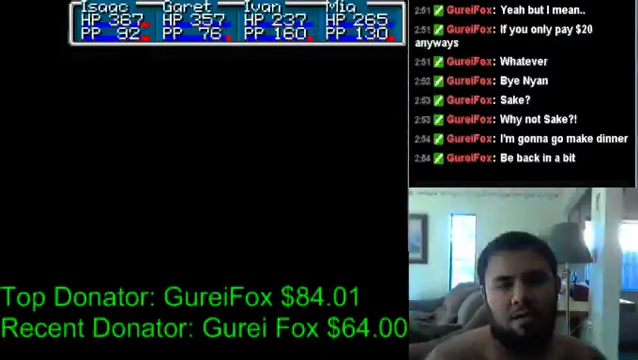 Isaac Garet Ivan Mia
HP 367 HP 357 HP 237 HP 265
PP 92 PP 76 PP 160 PP 130
2:51 GureiFox: Yeah but I mean..
2:51 GureiFox: If you only pay $20
anyways
2:51 GureiFox: Whatever
2:52 GureiFox: Bye Nyan
2:53 GureiFox: Sake?
2:53 GureiFox: Why not Sake?!
2:54 GureiFox: I'm gonna go make dinner
2:54 GureiFox: Be back in a bit
Top Donator: GureiFox $84.01
Recent Donator: Gurei Fox $64.00